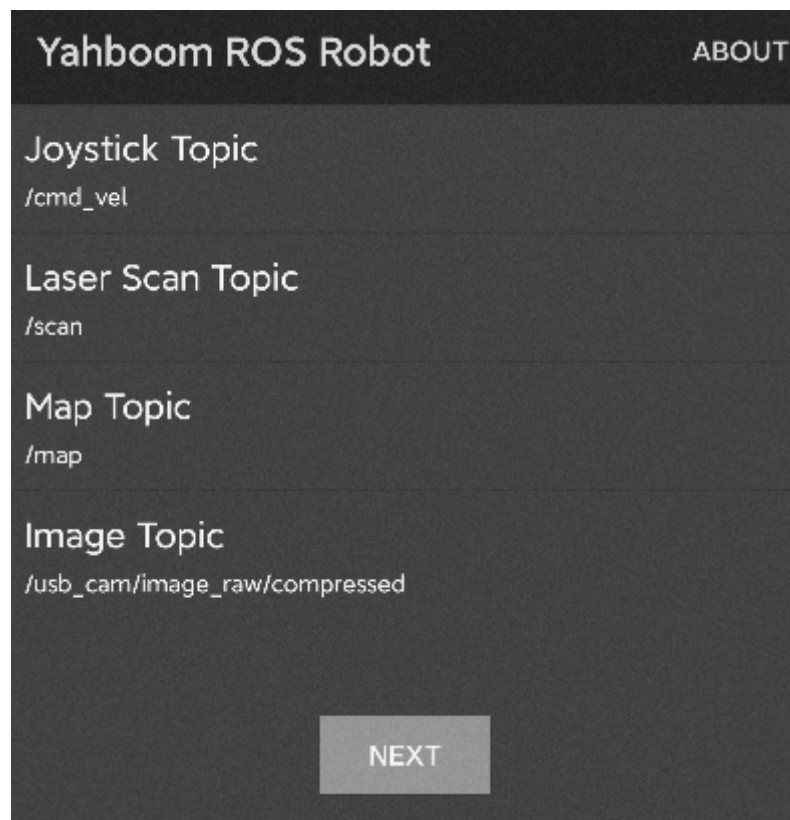 Yahboom ROS Robot ABOUT
Joystick Topic
/cmd_vel
Laser Scan Topic
/scan
Map Topic
/map
Image Topic
/usb_cam/image_raw/compressed
NEXT